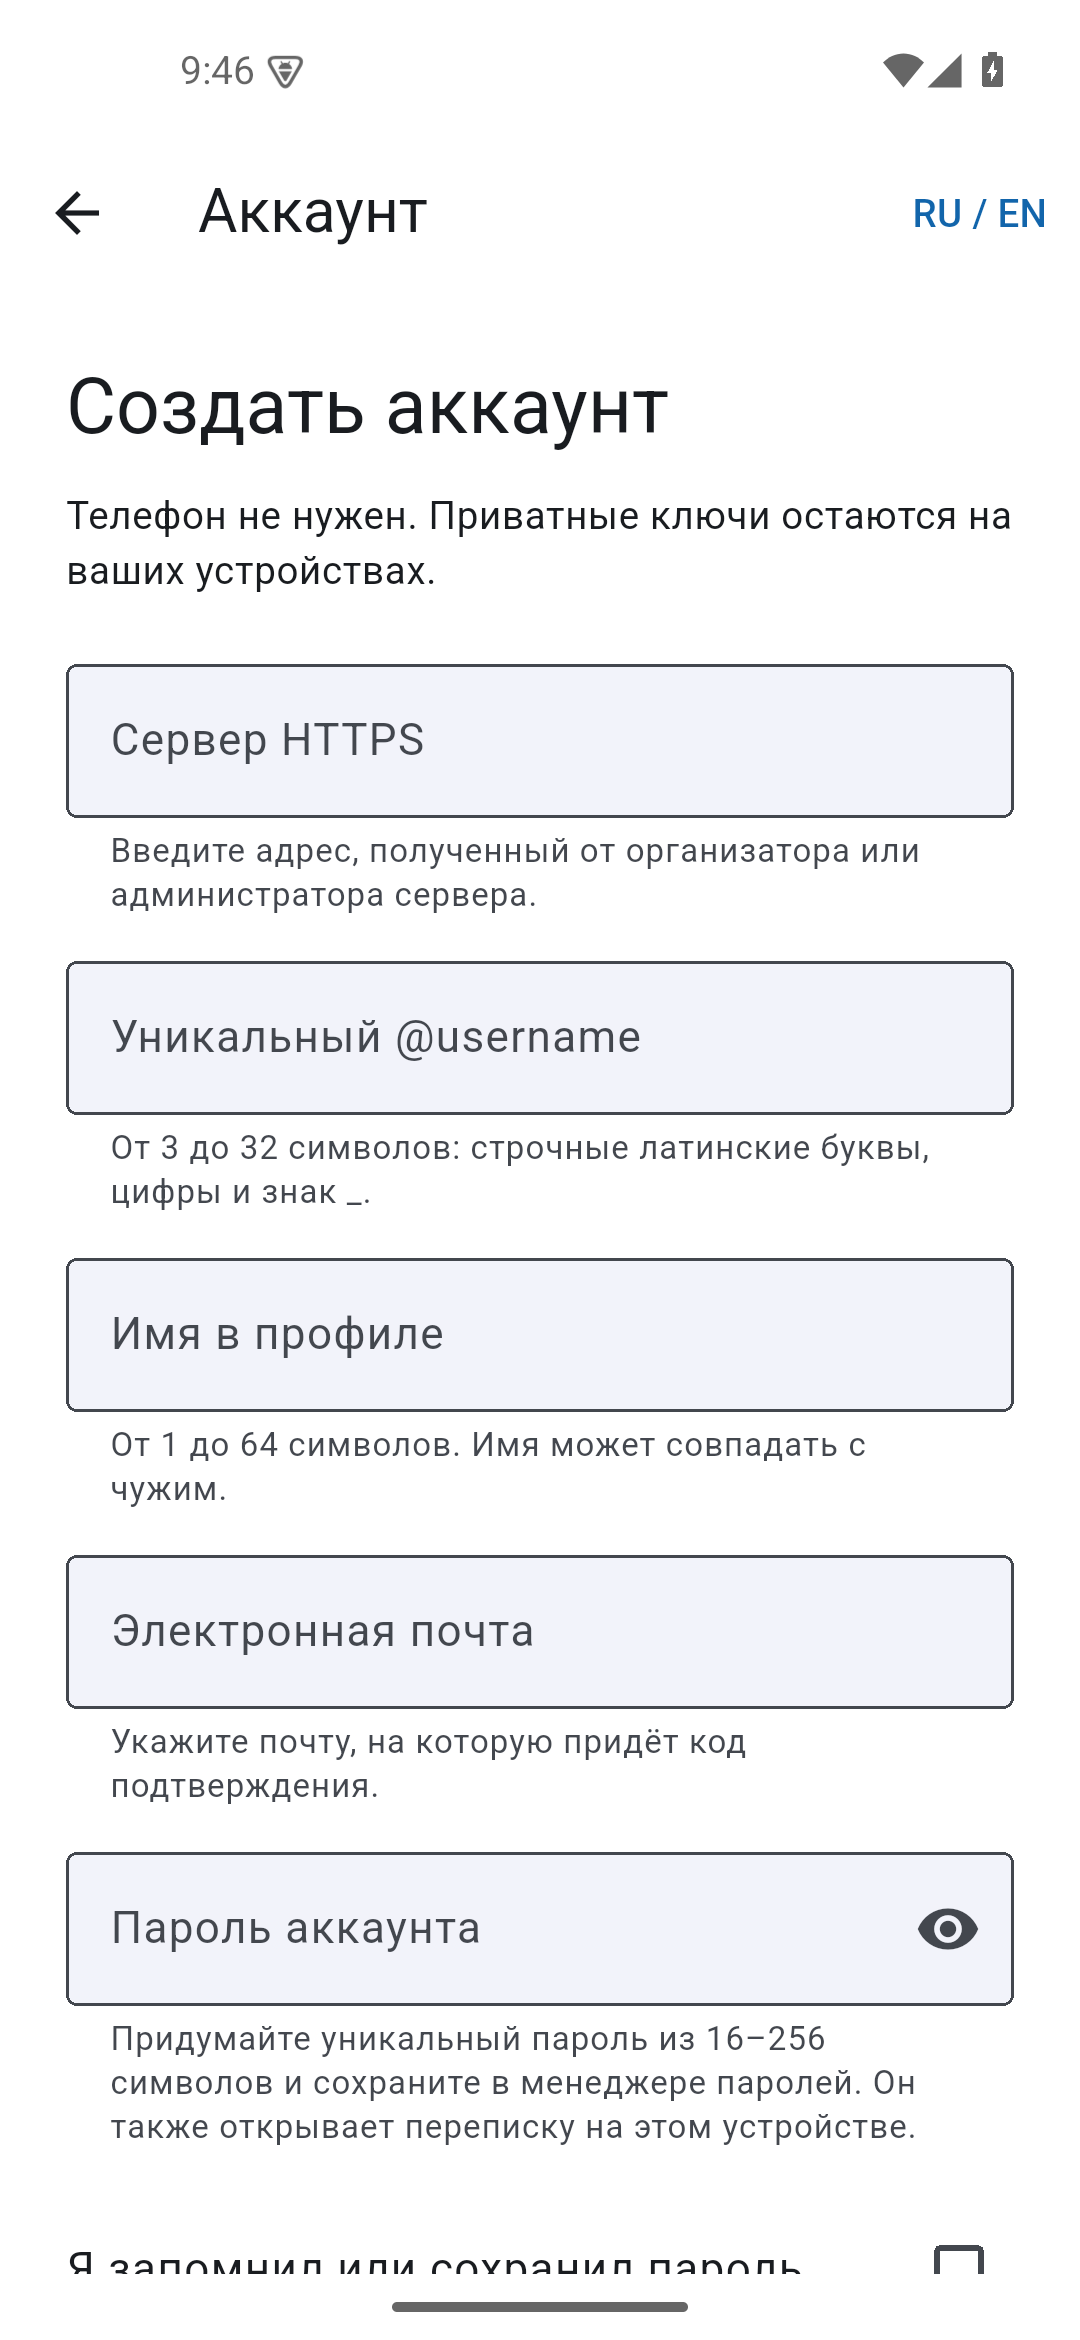 9:46
Аккаунт
RU / EN
Создать аккаунт
Телефон не нужен. Приватные ключи остаются на
ваших устройствах.
Сервер HTTPS
Введите адрес, полученный от организатора или
администратора сервера.
Уникальный @username
От 3 до 32 символов: строчные латинские буквы,
цифры и знак _.
Имя в профиле
От 1 до 64 символов. Имя может совпадать с
чужим.
Электронная почта
Укажите почту, на которую придёт код
подтверждения.
Пароль аккаунта
Придумайте уникальный пароль из 16–256
символов и сохраните в менеджере паролей. Он
также открывает переписку на этом устройстве.
Я запомнил или сохранил пароль